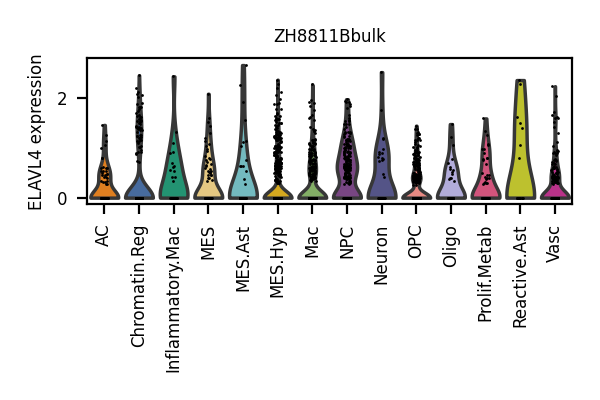 ZH8811Bbulk
ELAVL4 expression
2
0
AC
Chromatin.Reg
Inflammatory.Mac
MES
MES.Ast
MES.Hyp
Mac
NPC
Neuron
OPC
Oligo
Prolif.Metab
Reactive.Ast
Vasc